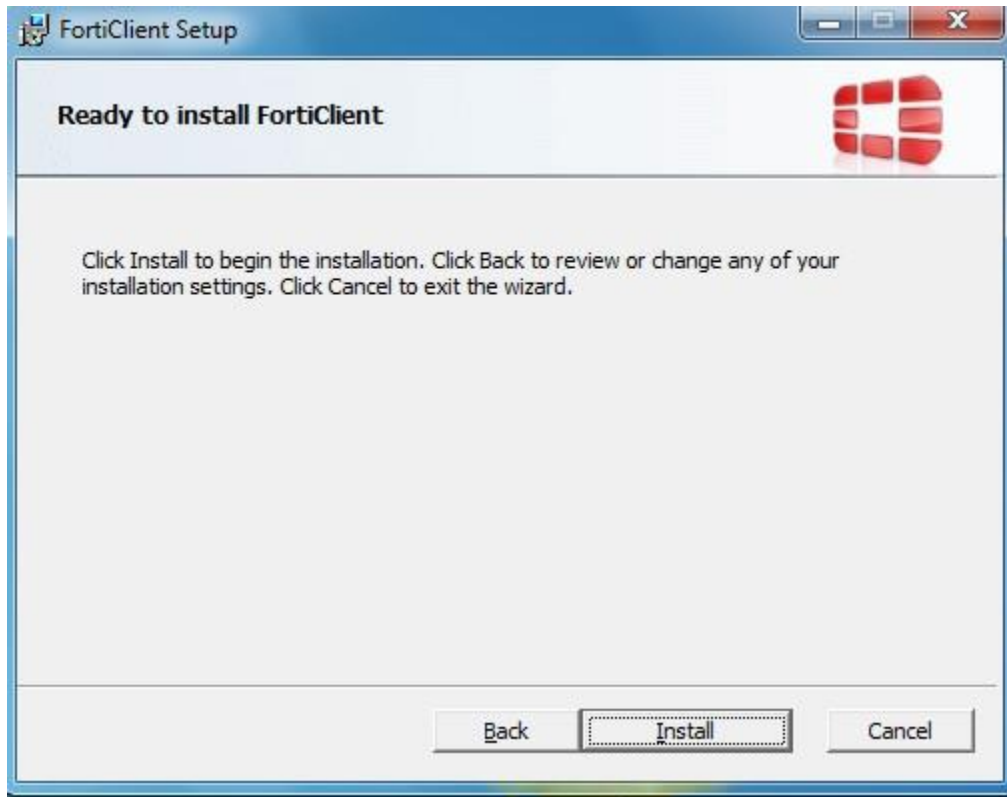 FortiClient Setup
Ready to install FortiClient
Click Install to begin the installation. Click Back to review or change any of your
installation settings. Click Cancel to exit the wizard.
Back Install Cancel